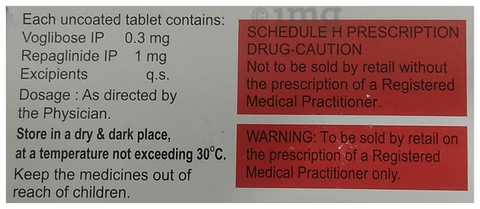 Each uncoated tablet contains:
Voglibose IP 0.3 mg
Repaglinide IP 1 mg
Excipients q.s.
Dosage : As directed by
the Physician.
Store in a dry & dark place,
at a temperature not exceeding 30°C.
Keep the medicines out of
reach of children.
1mg
SCHEDULE H PRESCRIPTION
DRUG-CAUTION
Not to be sold by retail without
the prescription of a Registered
Medical Practitioner.
WARNING: To be sold by retail on
the prescription of a Registered
Medical Practitioner only.